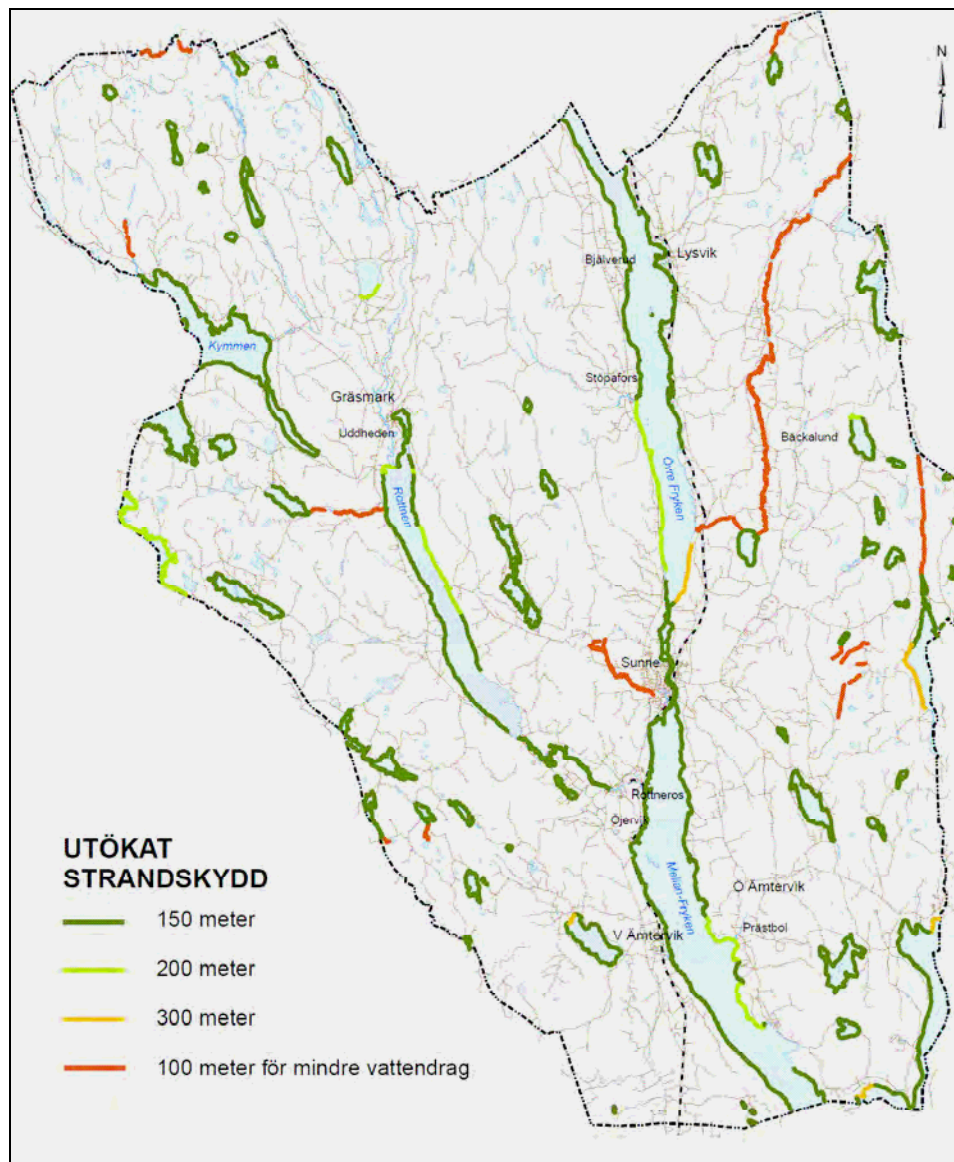 N
Lysvik
Bjälverud
Kymmen
Stöpafors
Gräsmark
Uddheden
Bäckalund
Övre Fryken
Rottnen
Sunne
Rottneros
Öjervik
UTÖKAT
STRANDSKYDD
Mellan-Fryken
Ö Ämtervik
150 meter
V Ämtervik
Prästbol
200 meter
300 meter
100 meter för mindre vattendrag